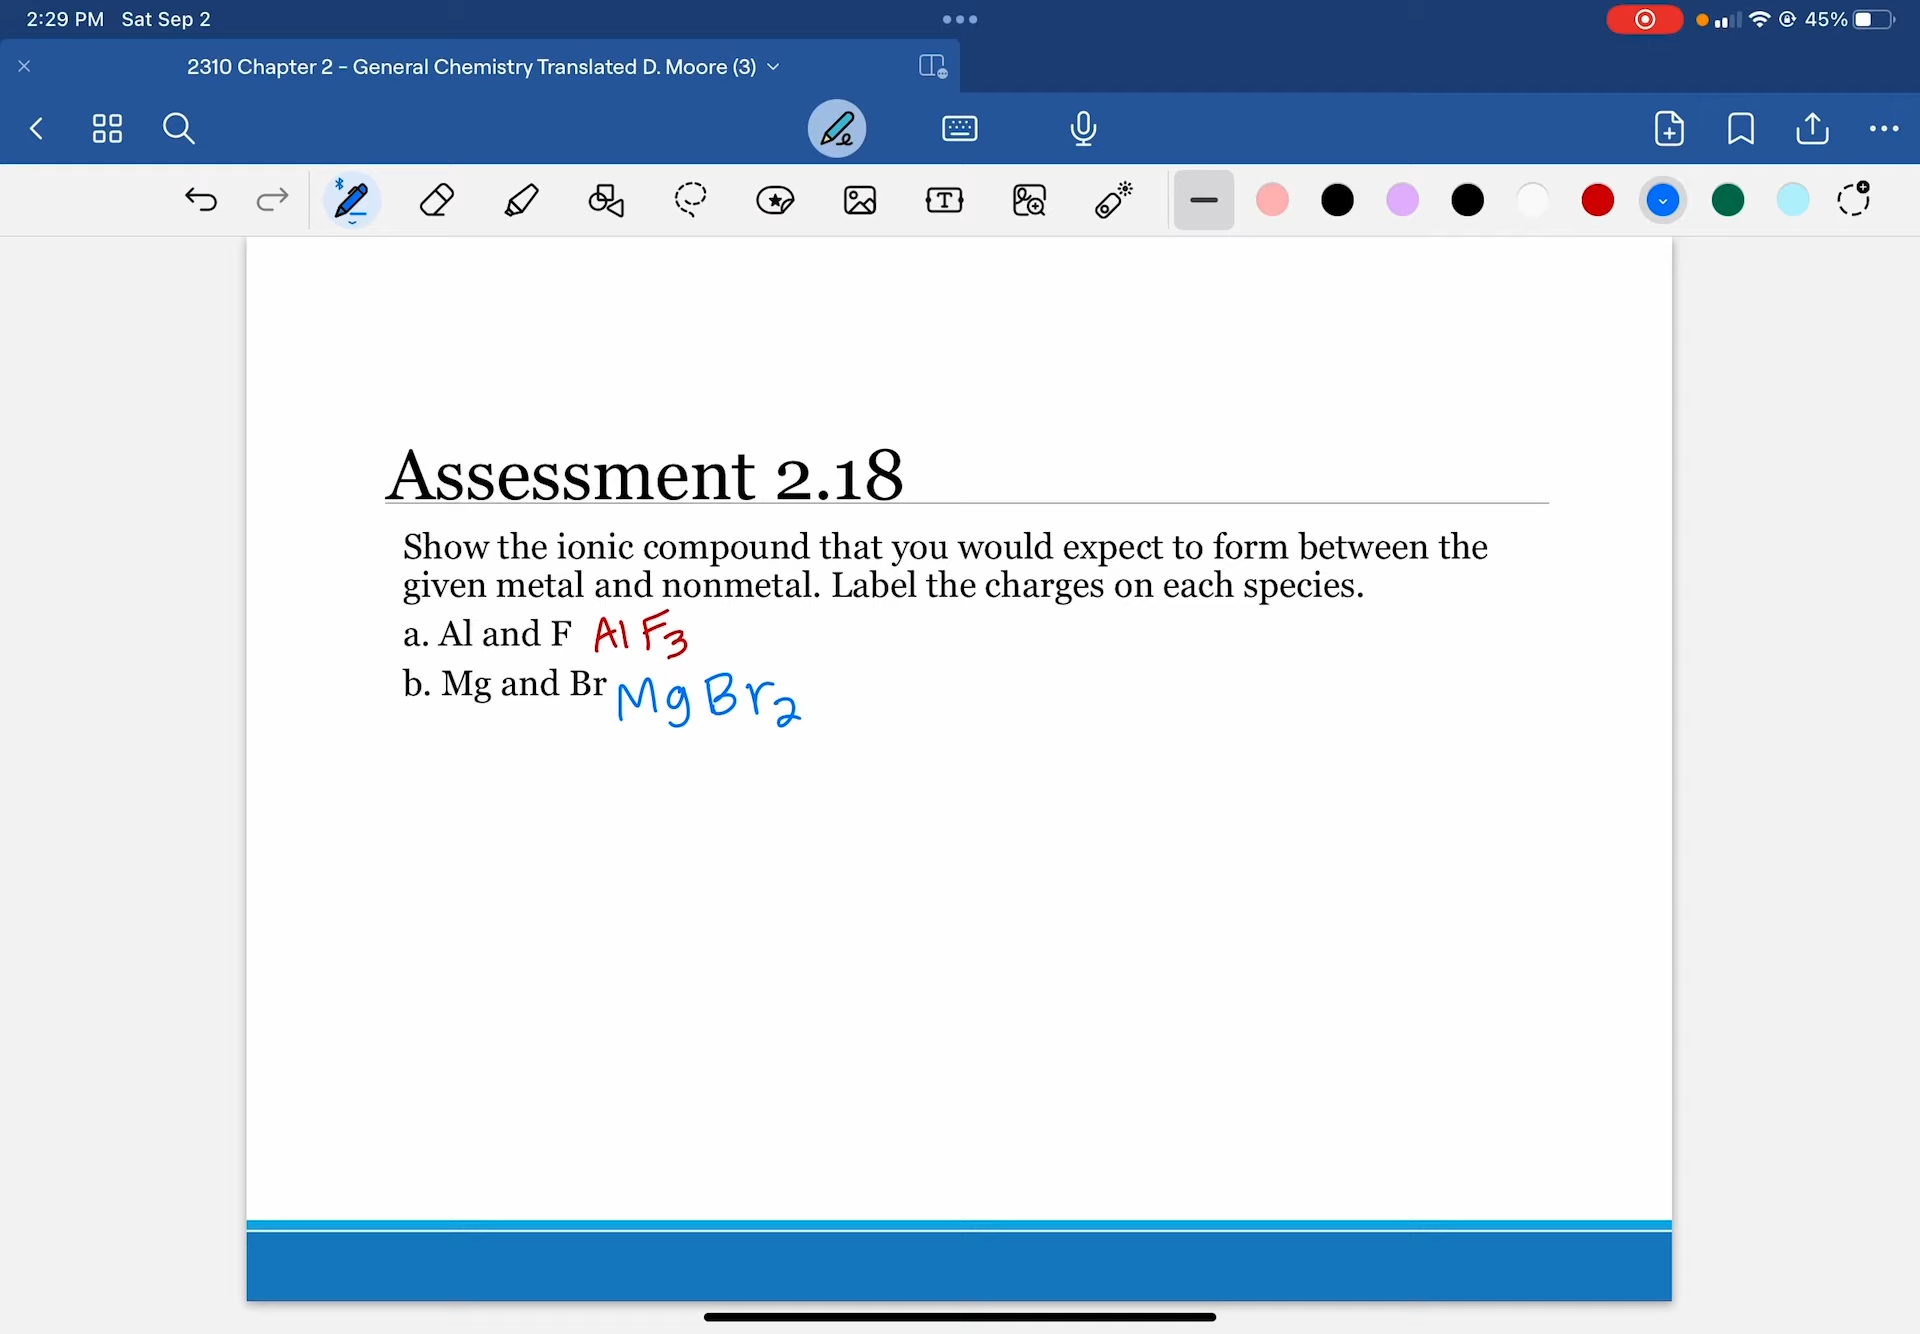 2:29 PM Sat Sep 2
45%
2310 Chapter 2 - General Chemistry Translated D. Moore (3)
Assessment 2.18
Show the ionic compound that you would expect to form between the
given metal and nonmetal. Label the charges on each species.
a. Al and F AlF₃
b. Mg and Br MgBr₂